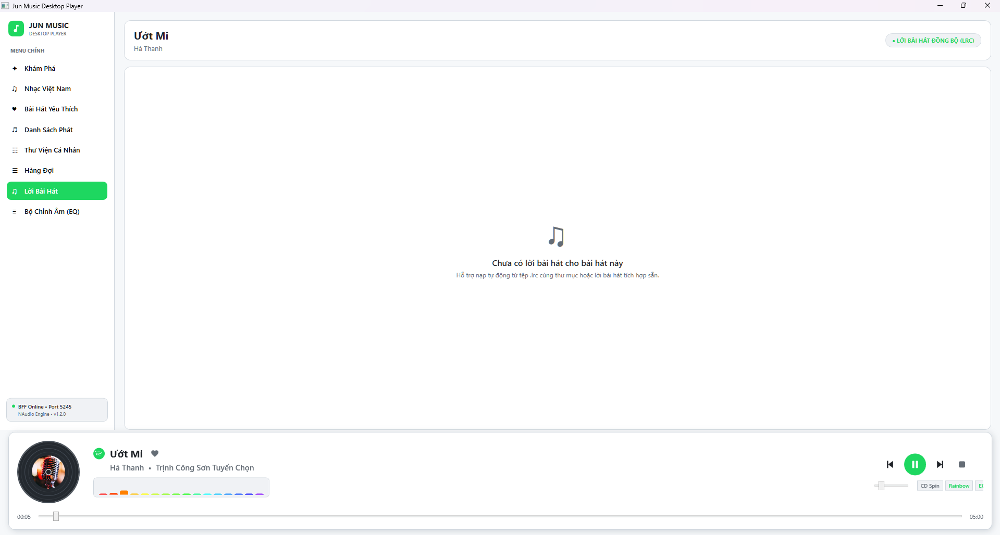 Jun Music Desktop Player
JUN MUSIC
DESKTOP PLAYER
MENU CHÍNH
Khám Phá
Nhạc Việt Nam
Bài Hát Yêu Thích
Danh Sách Phát
Thư Viện Cá Nhân
Hàng Đợi
Lời Bài Hát
Bộ Chỉnh Âm (EQ)
BFF Online • Port 5245
NAudio Engine • v1.2.0
Ướt Mi
Hà Thanh
• LỜI BÀI HÁT ĐỒNG BỘ (LRC)
Chưa có lời bài hát cho bài hát này
Hỗ trợ nạp tự động từ tệp .lrc cùng thư mục hoặc lời bài hát tích hợp sẵn.
Ướt Mi
Hà Thanh • Trịnh Công Sơn Tuyển Chọn
CD Spin Rainbow
00:05
05:00